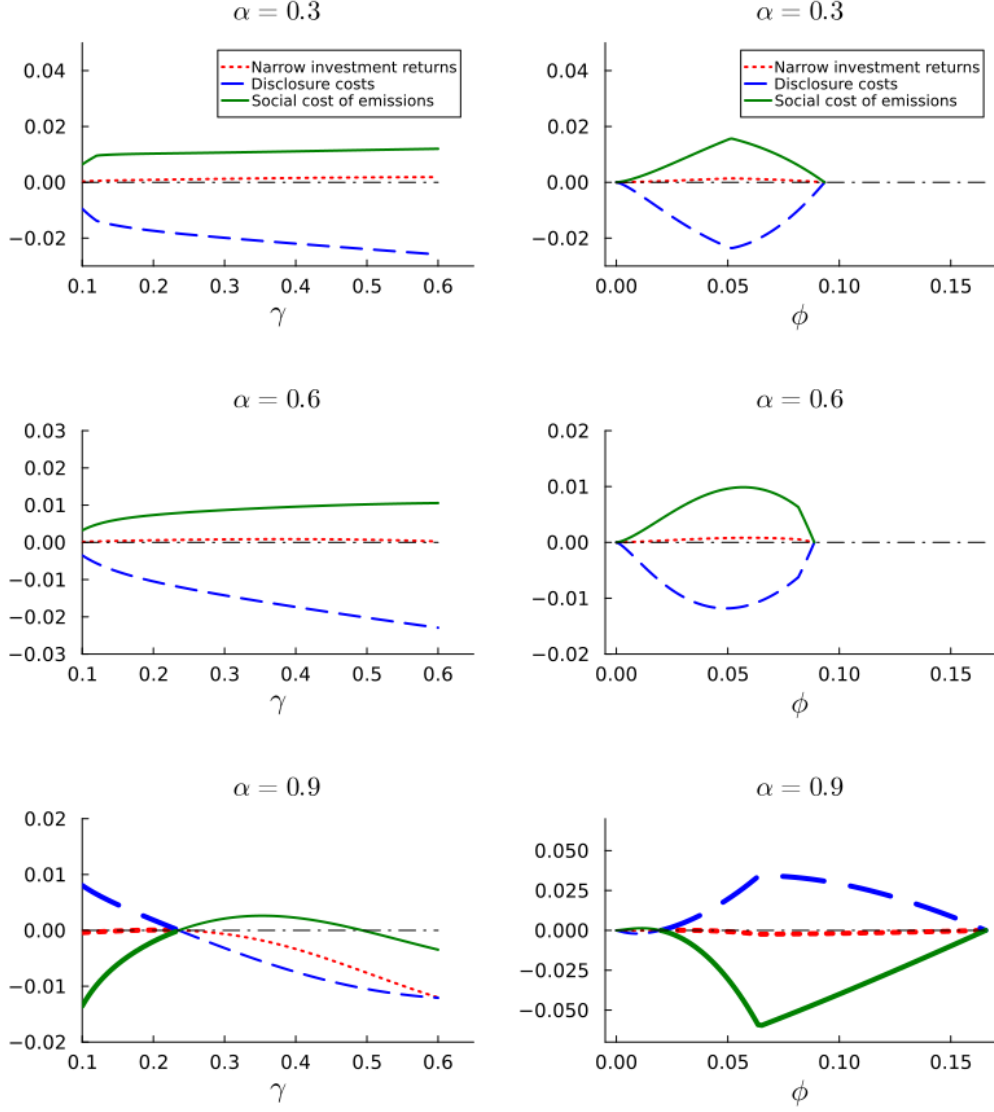 α = 0.3
0.04
0.02
0.00
−0.02
Narrow investment returns
Disclosure costs
Social cost of emissions
0.1 0.2 0.3 0.4 0.5 0.6
γ
α = 0.3
0.04
0.02
0.00
−0.02
Narrow investment returns
Disclosure costs
Social cost of emissions
0.00 0.05 0.10 0.15
ϕ
α = 0.6
0.03
0.02
0.01
0.00
−0.01
−0.02
−0.03
0.1 0.2 0.3 0.4 0.5 0.6
γ
α = 0.6
0.02
0.01
0.00
−0.01
−0.02
0.00 0.05 0.10 0.15
ϕ
α = 0.9
0.02
0.01
0.00
−0.01
−0.02
0.1 0.2 0.3 0.4 0.5 0.6
γ
α = 0.9
0.050
0.025
0.000
−0.025
−0.050
0.00 0.05 0.10 0.15
ϕ